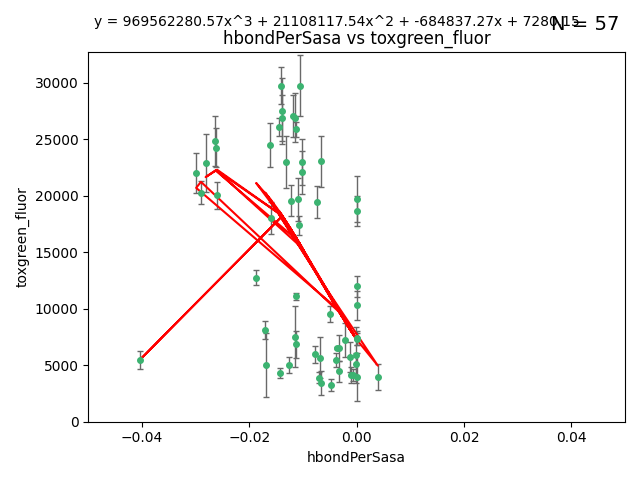 y = 969562280.57x^3 + 21108117.54x^2 + -684837.27x + 7280.15
N = 57
hbondPerSasa vs toxgreen_fluor
30000
25000
20000
15000
10000
5000
0
toxgreen_fluor
−0.04 −0.02 0.00 0.02 0.04
hbondPerSasa